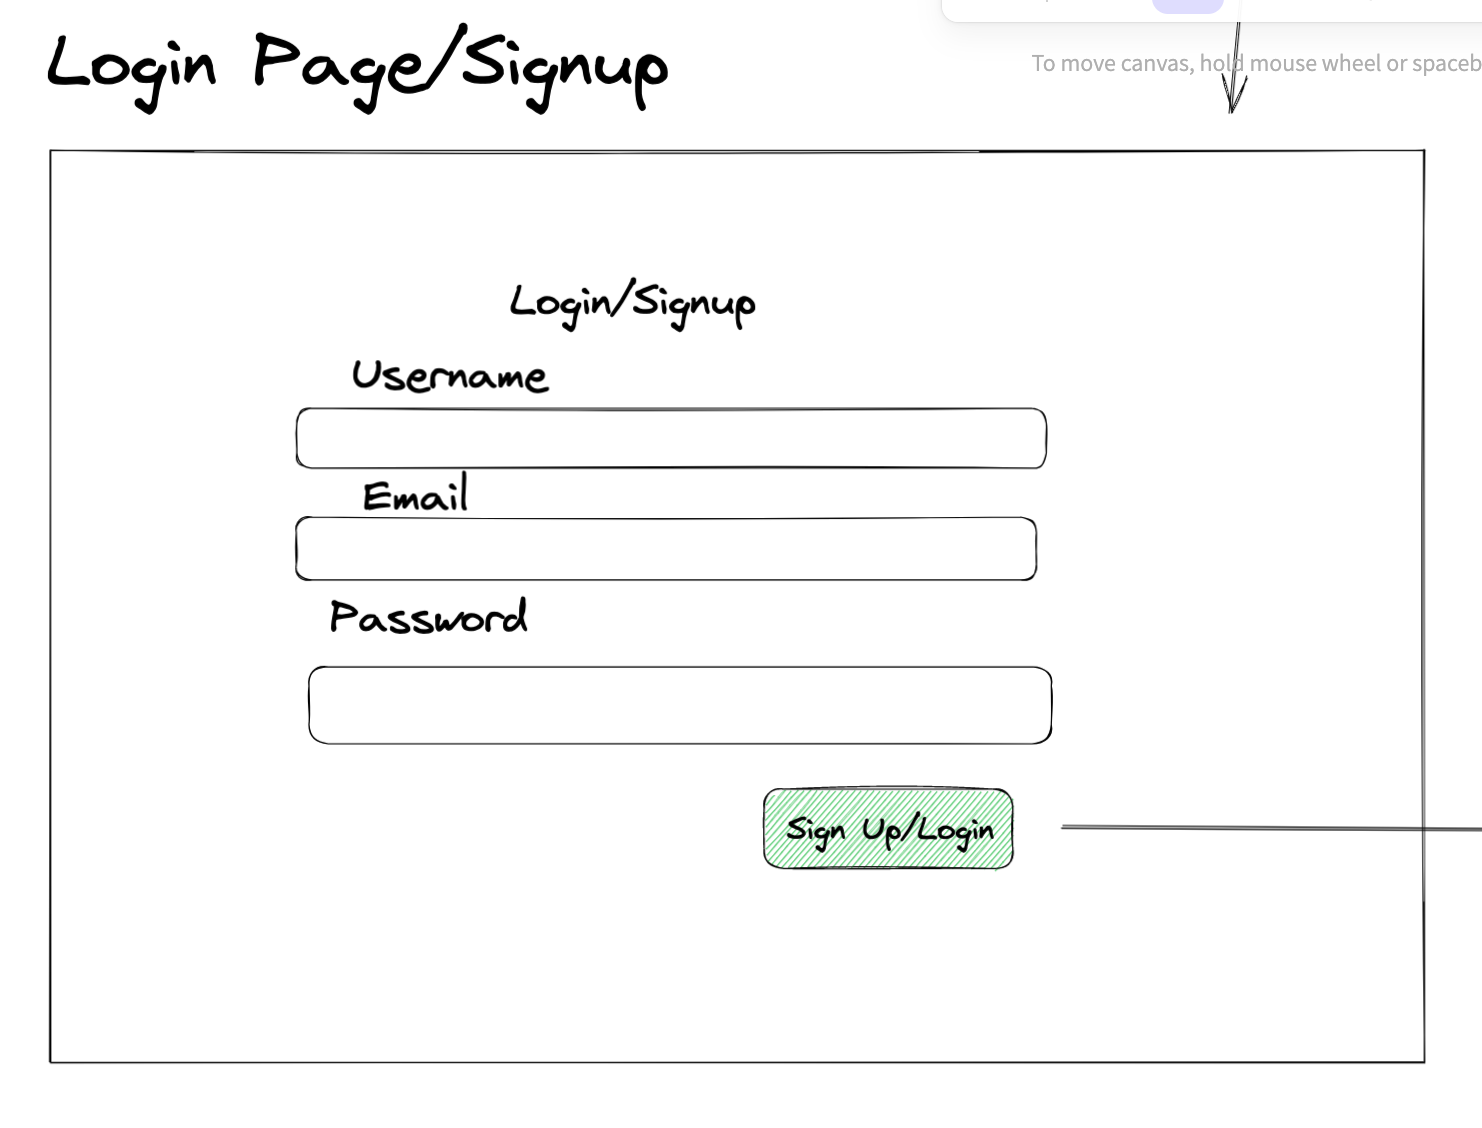 Login Page/Signup
To move canvas, hold mouse wheel or spaceb
Login/Signup
Username
Email
Password
Sign Up/Login